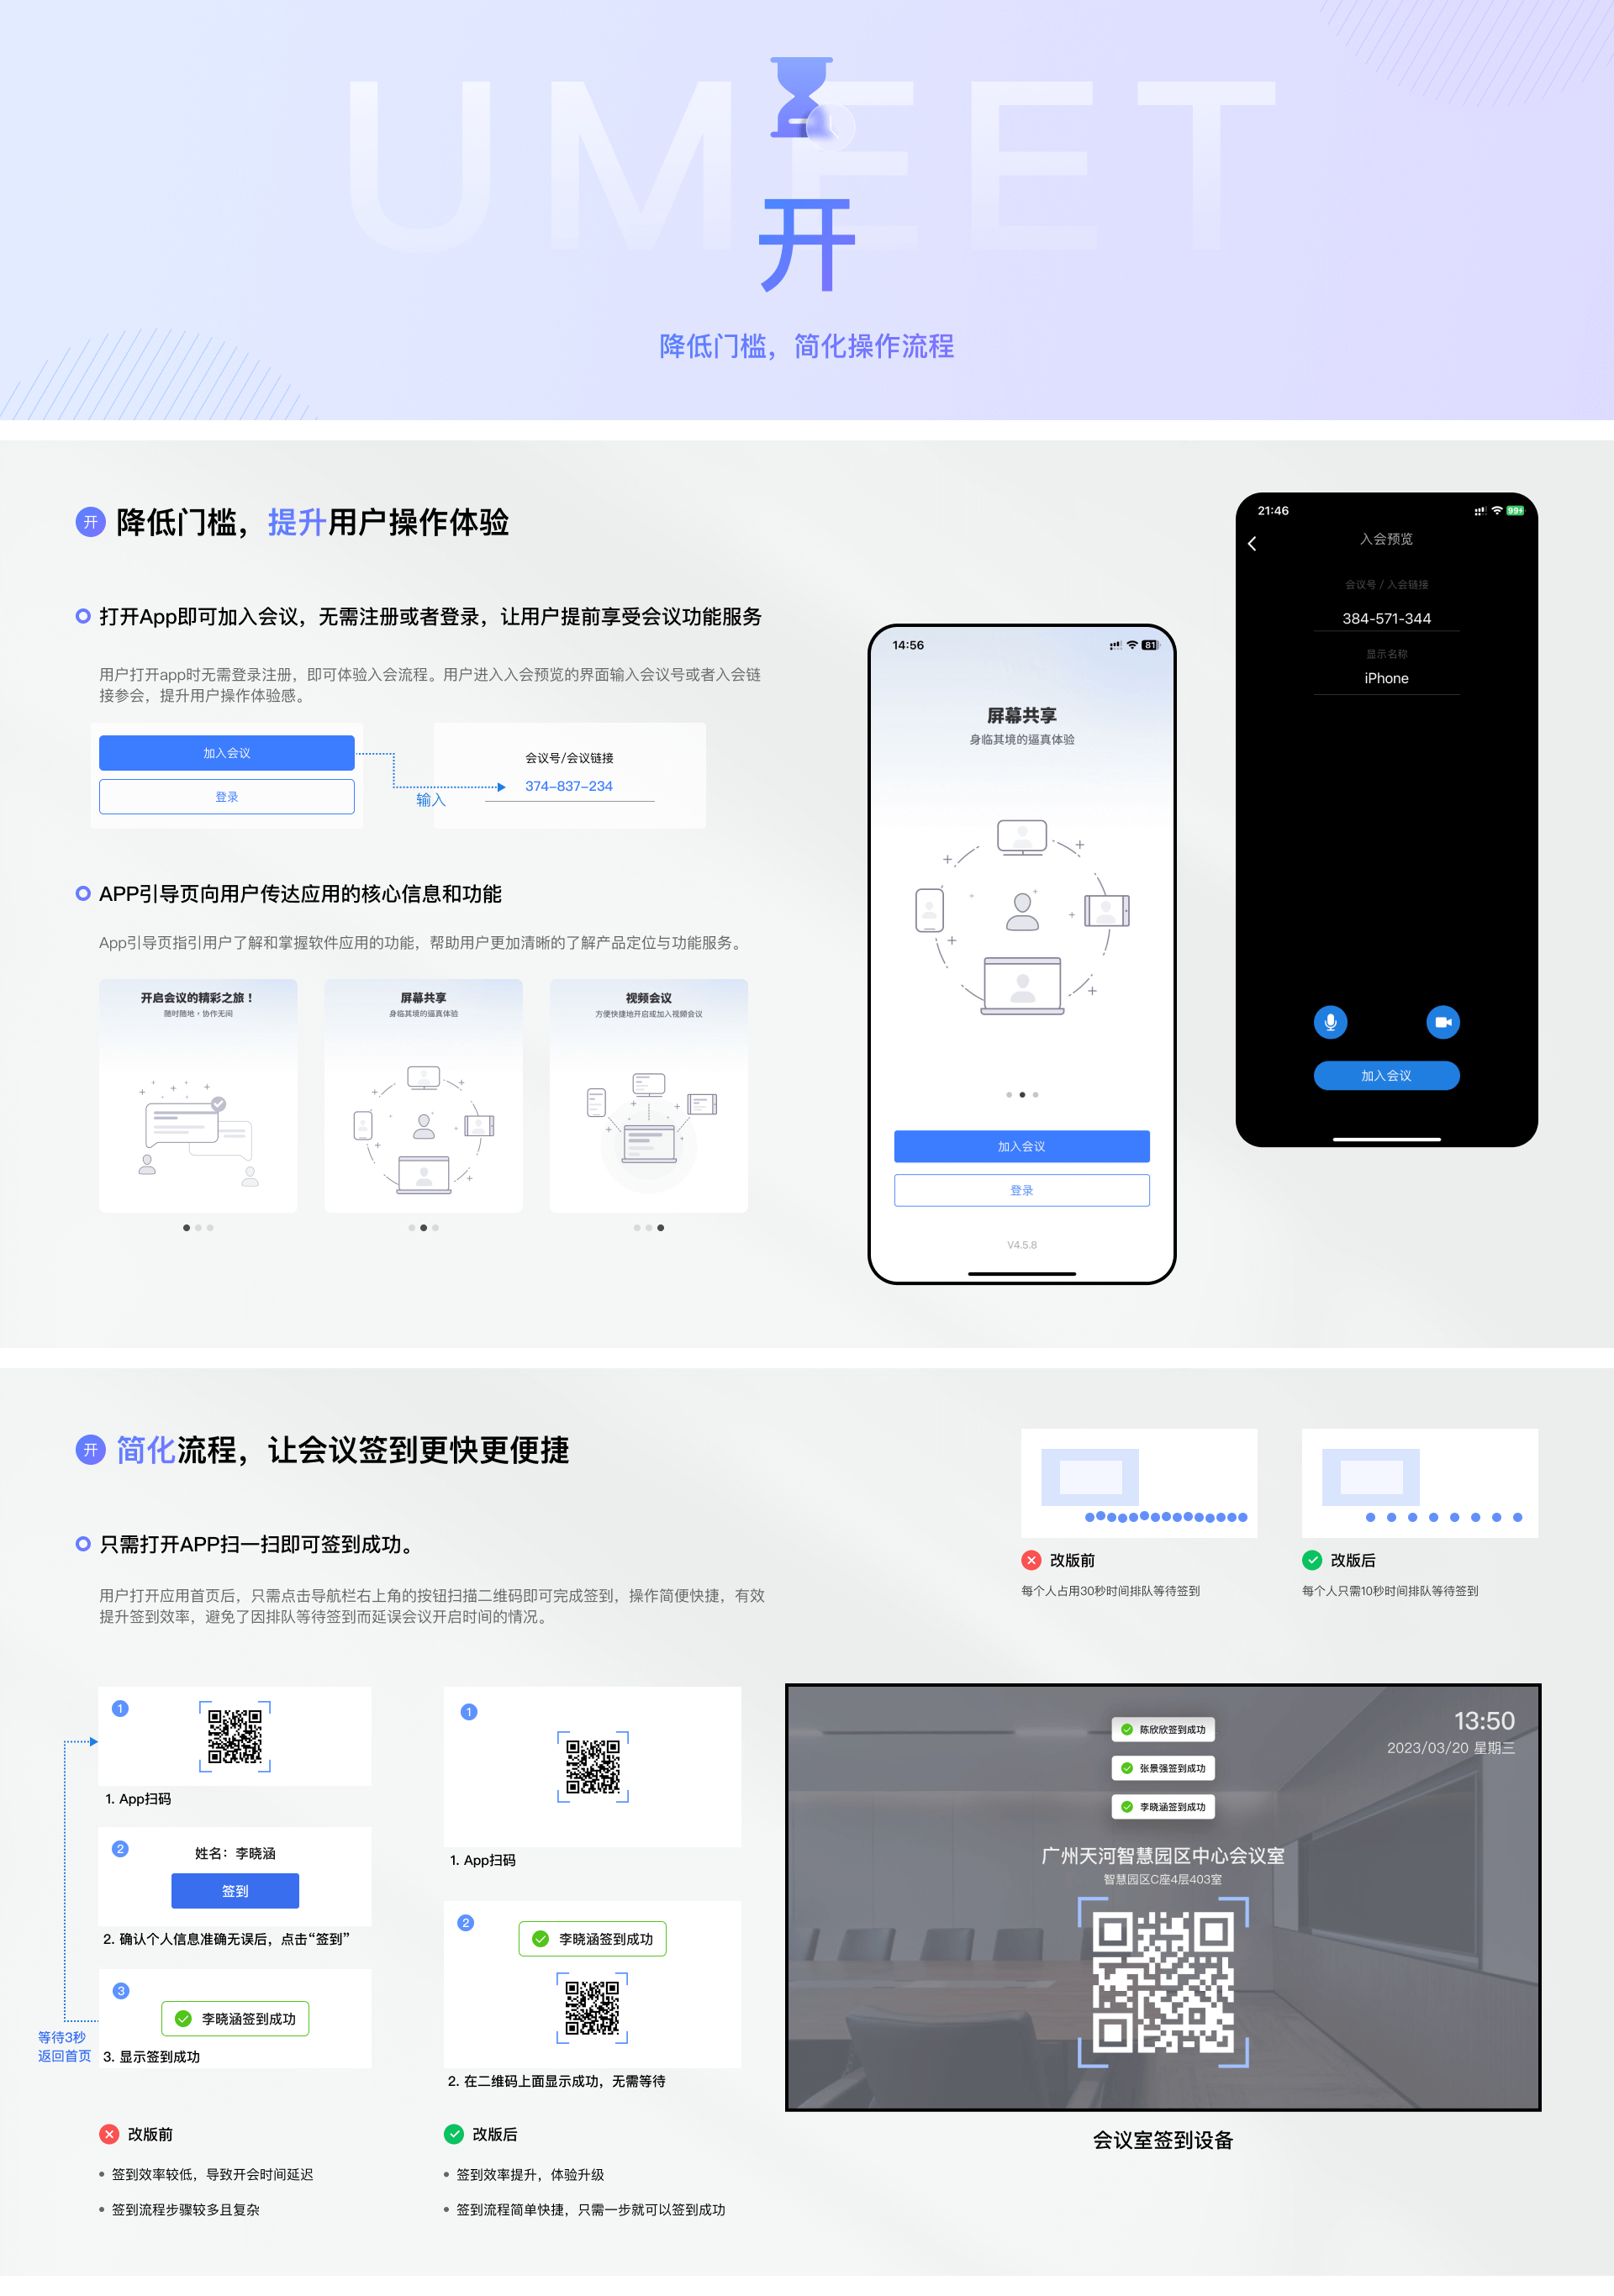 UMEET
开
降低门槛，简化操作流程
开 降低门槛，提升用户操作体验
打开App即可加入会议，无需注册或者登录，让用户提前享受会议功能服务
用户打开app时无需登录注册，即可体验入会流程。用户进入入会预览的界面输入会议号或者入会链
接参会，提升用户操作体验感。
加入会议
登录
输入
会议号/会议链接
374-837-234
APP引导页向用户传达应用的核心信息和功能
App引导页指引用户了解和掌握软件应用的功能，帮助用户更加清晰的了解产品定位与功能服务。
开启会议的精彩之旅！
随时随地，协作无间
屏幕共享
身临其境的逼真体验
视频会议
方便快捷地开启或加入视频会议
14:56
81
屏幕共享
身临其境的逼真体验
加入会议
登录
V4.5.8
21:46
99+
入会预览
会议号 / 入会链接
384-571-344
显示名称
iPhone
加入会议
开 简化流程，让会议签到更快更便捷
只需打开APP扫一扫即可签到成功。
用户打开应用首页后，只需点击导航栏右上角的按钮扫描二维码即可完成签到，操作简便快捷，有效
提升签到效率，避免了因排队等待签到而延误会议开启时间的情况。
改版前
每个人占用30秒时间排队等待签到
改版后
每个人只需10秒时间排队等待签到
1
1. App扫码
2
姓名：李晓涵
签到
2. 确认个人信息准确无误后，点击“签到”
3
李晓涵签到成功
3. 显示签到成功
等待3秒
返回首页
改版前
签到效率较低，导致开会时间延迟
签到流程步骤较多且复杂
1
1. App扫码
2
李晓涵签到成功
2. 在二维码上面显示成功，无需等待
改版后
签到效率提升，体验升级
签到流程简单快捷，只需一步就可以签到成功
13:50
2023/03/20 星期三
陈欣欣签到成功
张景强签到成功
李晓涵签到成功
广州天河智慧园区中心会议室
智慧园区C座4层403室
会议室签到设备